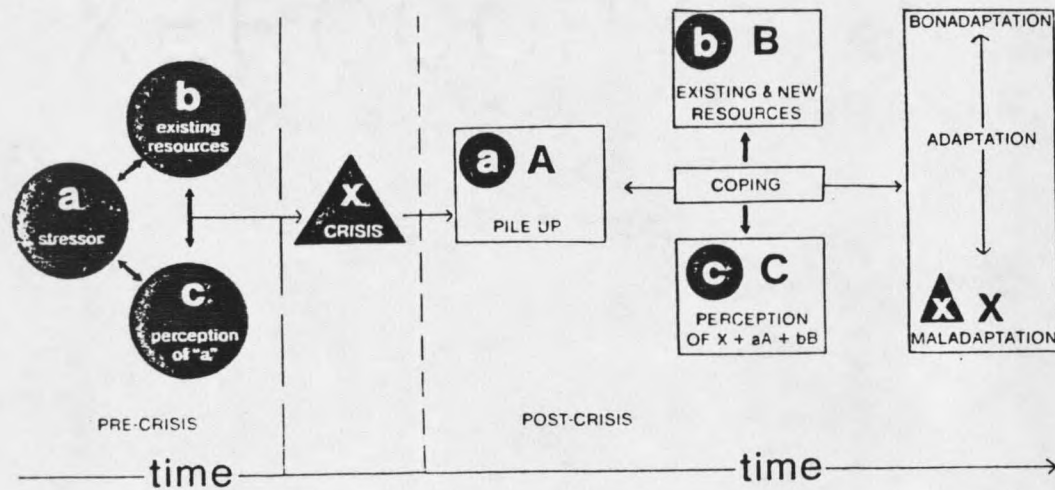 a
stressor
b
existing
resources
c
perception
of "a"
x
CRISIS
a A
PILE UP
b B
EXISTING & NEW
RESOURCES
COPING
c C
PERCEPTION
OF X + aA + bB
BONADAPTATION
ADAPTATION
x X
MALADAPTATION
PRE-CRISIS
POST-CRISIS
time
time